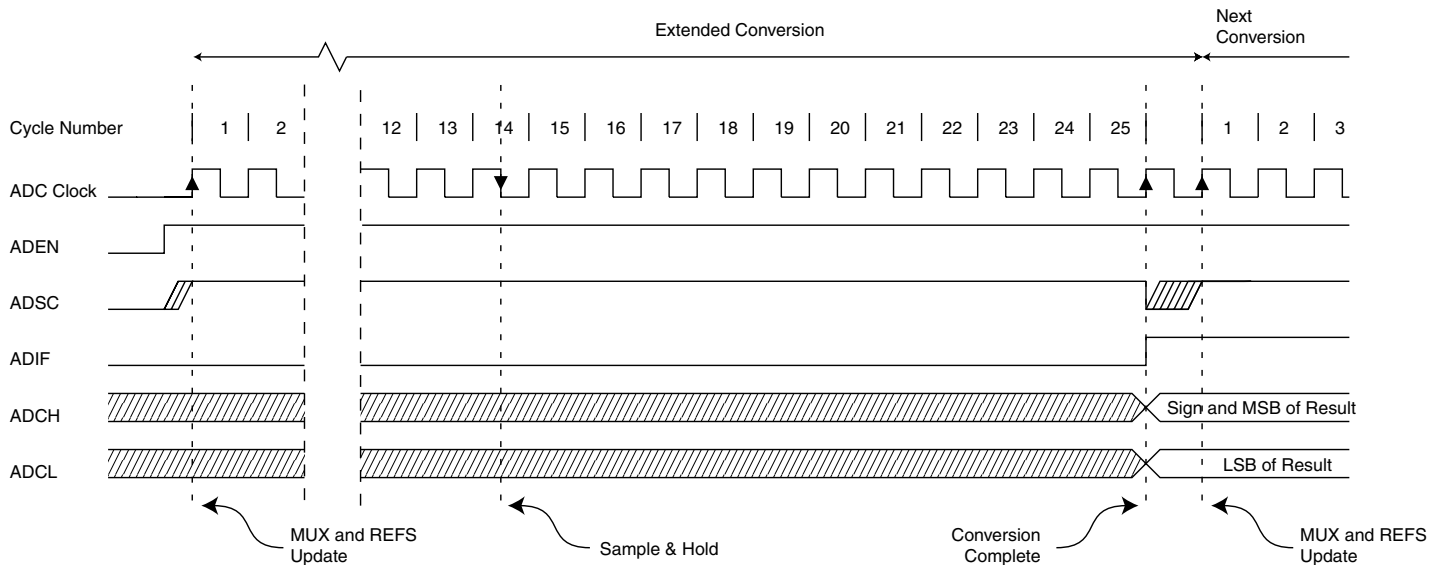 Extended Conversion
Next
Conversion
Cycle Number 1 2 12 13 14 15 16 17 18 19 20 21 22 23 24 25 1 2 3
ADC Clock
ADEN
ADSC
ADIF
ADCH Sign and MSB of Result
ADCL LSB of Result
MUX and REFS
Update
Sample & Hold
Conversion
Complete
MUX and REFS
Update